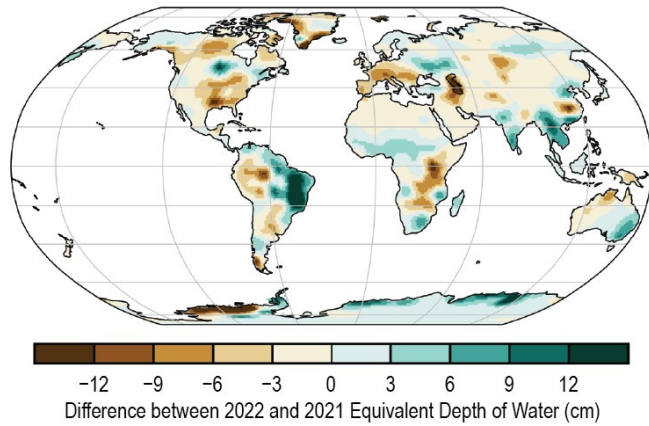 −12 −9 −6 −3 0 3 6 9 12
Difference between 2022 and 2021 Equivalent Depth of Water (cm)